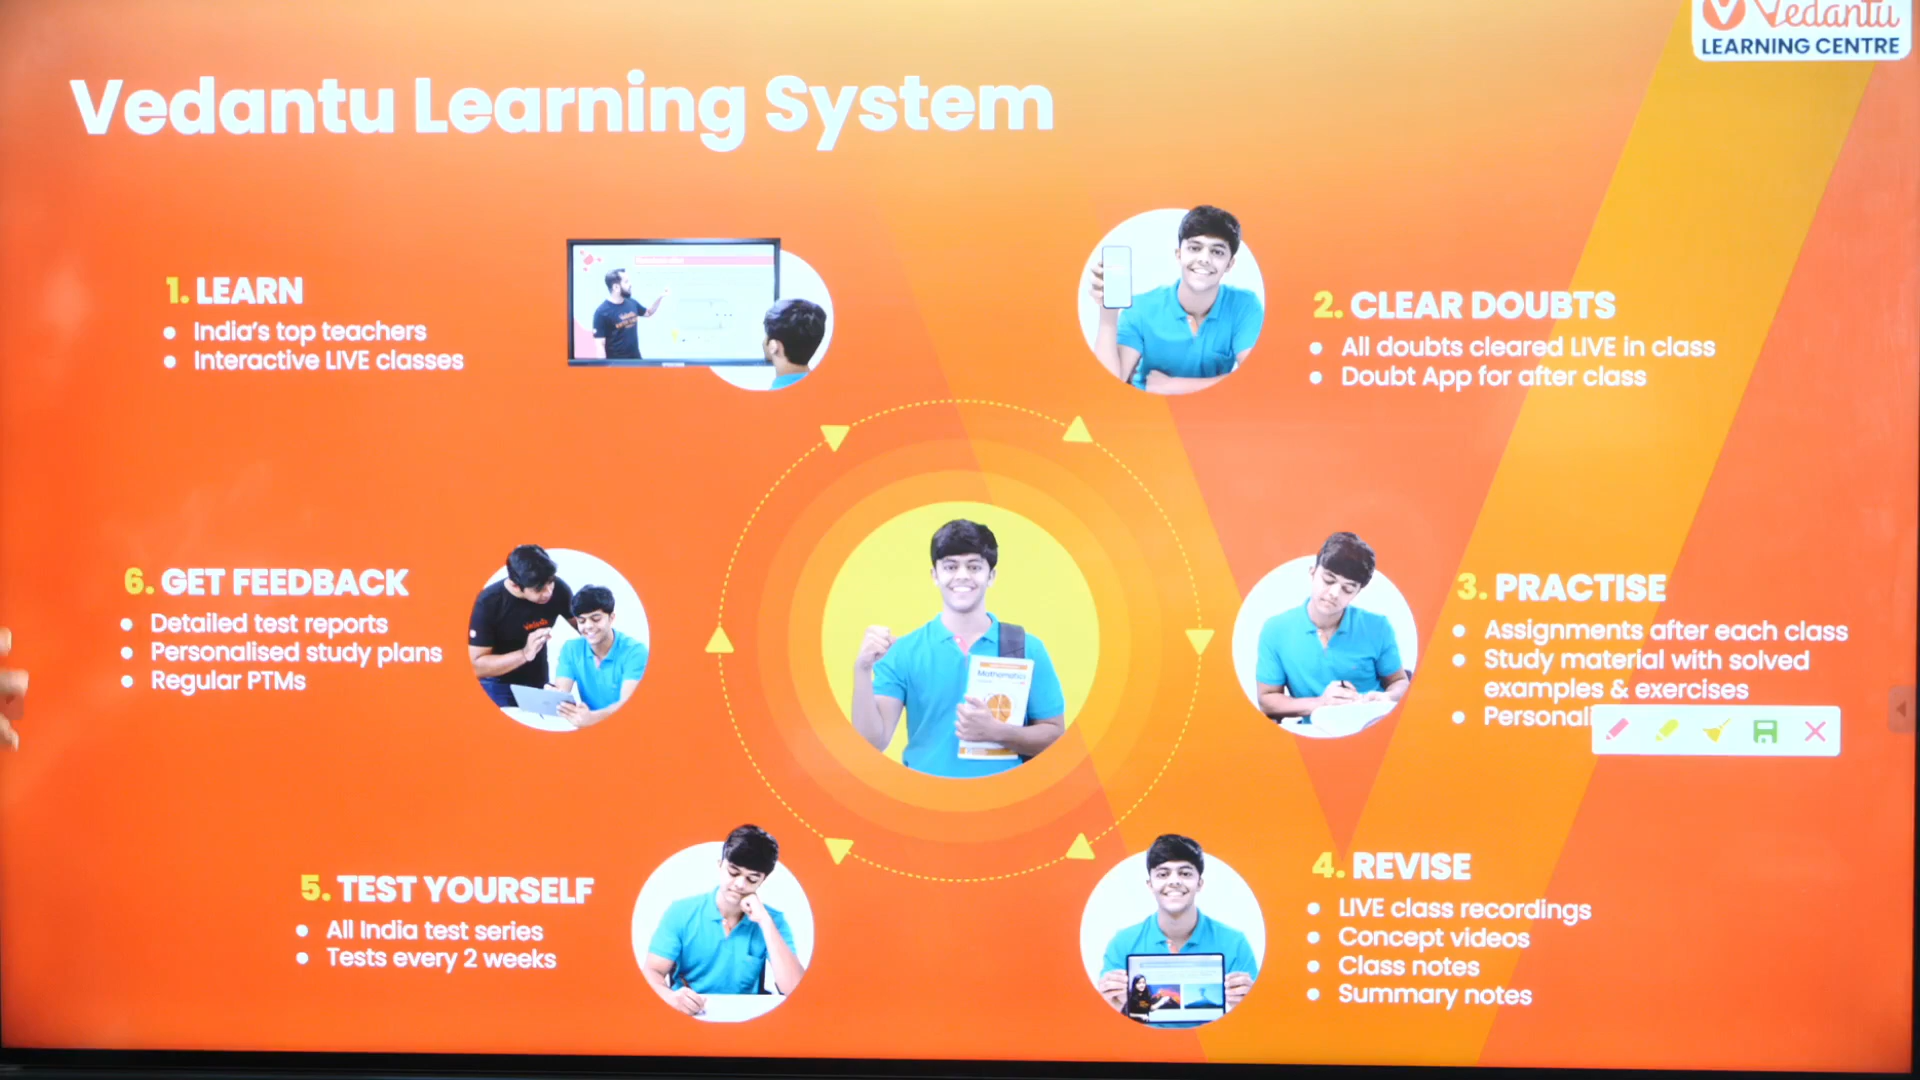 Vedantu
LEARNING CENTRE
Vedantu Learning System
1. LEARN
● India's top teachers
● Interactive LIVE classes
2. CLEAR DOUBTS
● All doubts cleared LIVE in class
● Doubt App for after class
3. PRACTISE
● Assignments after each class
● Study material with solved
examples & exercises
● Personali
4. REVISE
● LIVE class recordings
● Concept videos
● Class notes
● Summary notes
5. TEST YOURSELF
● All India test series
● Tests every 2 weeks
6. GET FEEDBACK
● Detailed test reports
● Personalised study plans
● Regular PTMs
Vedantu
Mathematics